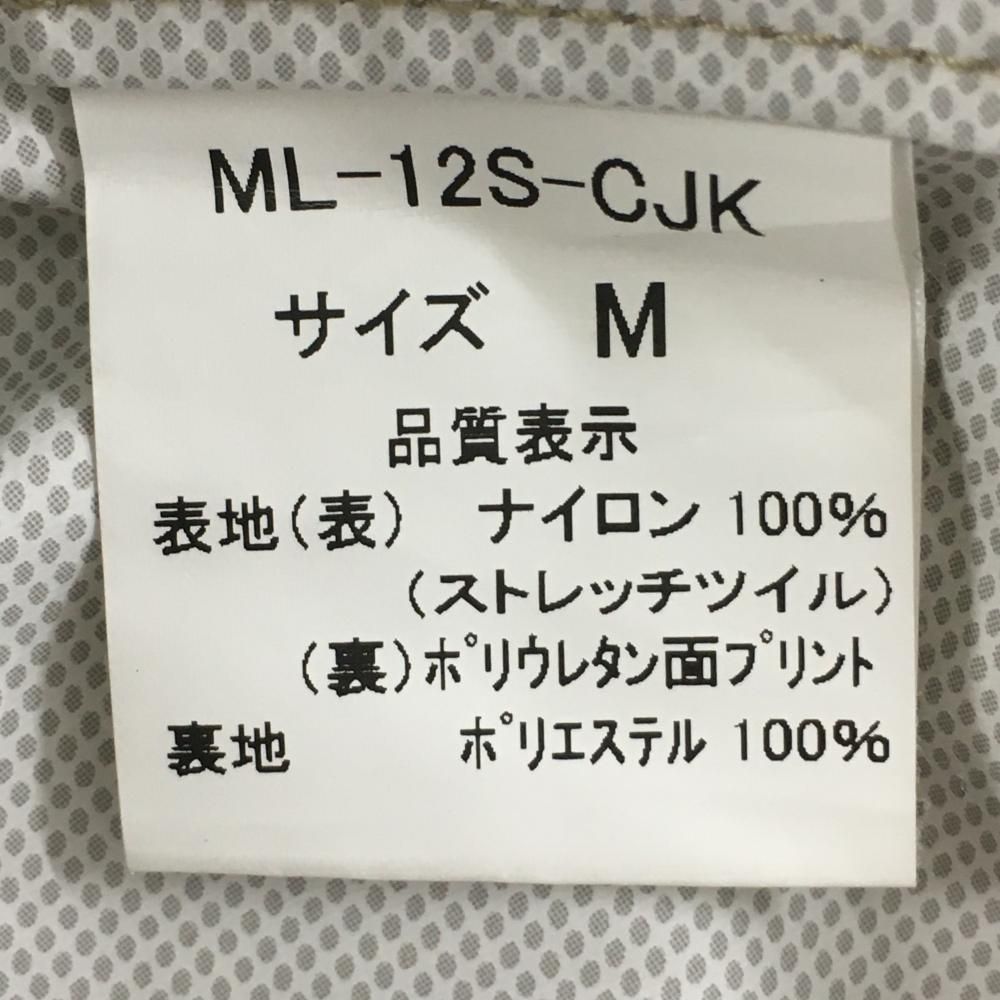 ML-12S-CJK
サイズ M
品質表示
表地(表) ナイロン 100%
(ストレッチツイル)
(裏)ポリウレタン面プリント
裏地 ポリエステル 100%